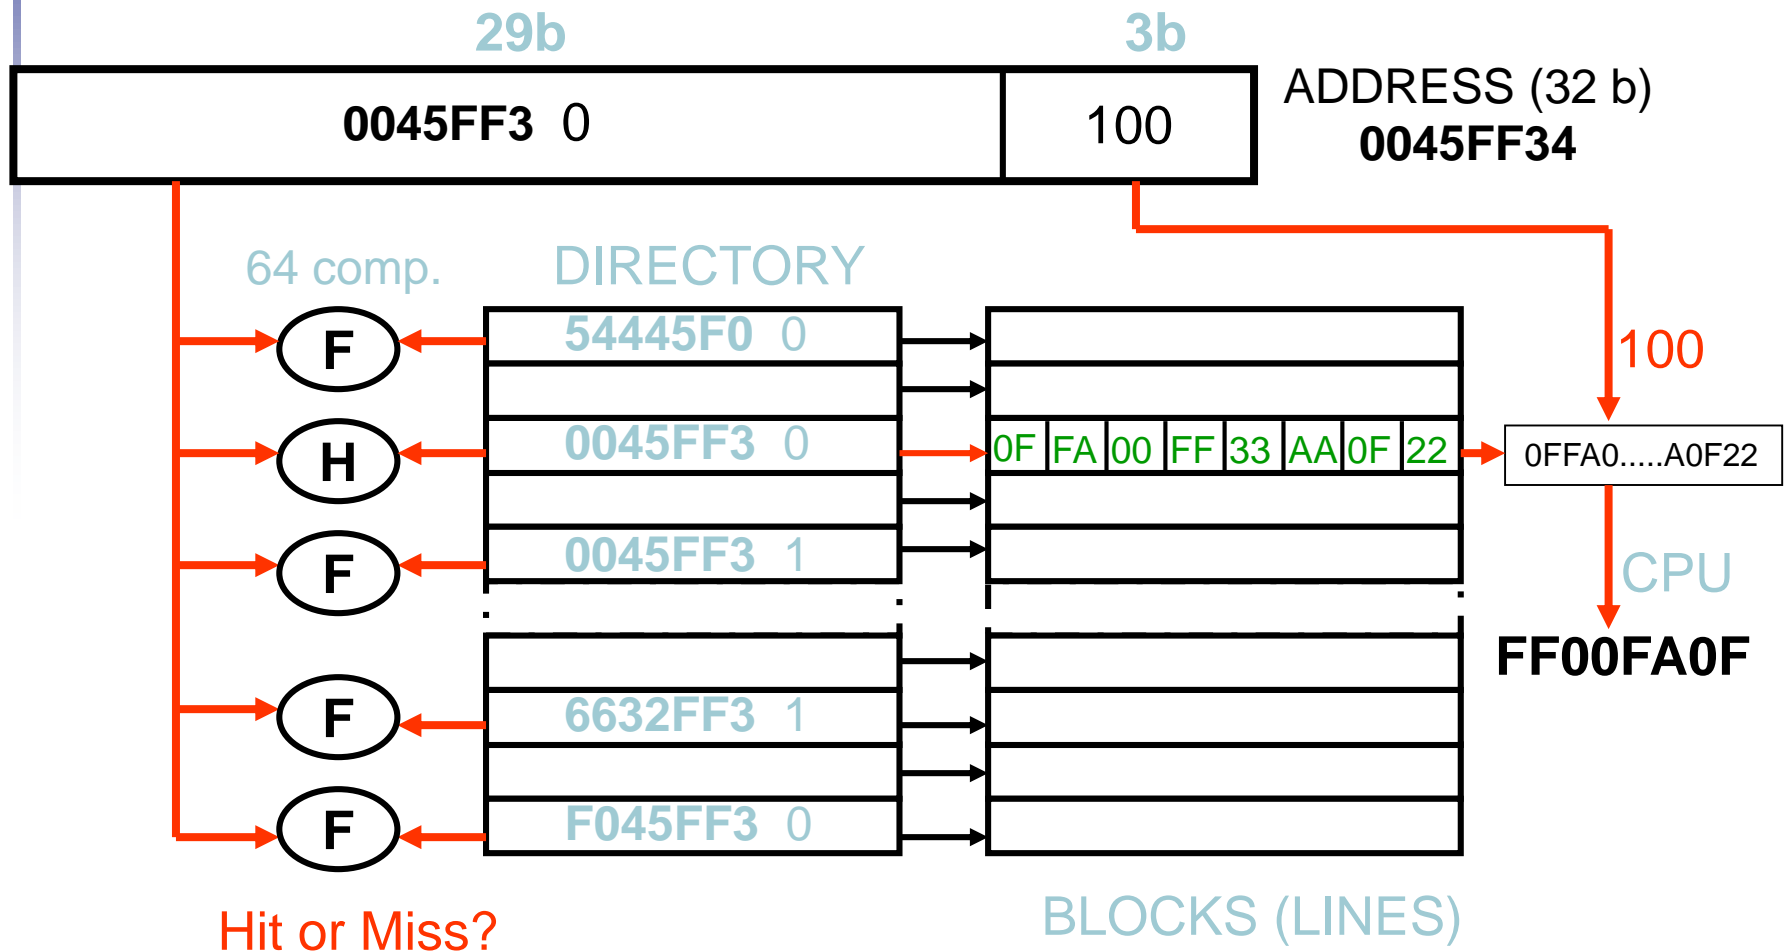 29b 3b
0045FF3 0 100 ADDRESS (32 b)
0045FF34
64 comp. DIRECTORY
F 54445F0 0
100
H 0045FF3 0 0F FA 00 FF 33 AA 0F 22 0FFA0.....A0F22
F 0045FF3 1
CPU
FF00FA0F
F 6632FF3 1
F F045FF3 0
BLOCKS (LINES)
Hit or Miss?